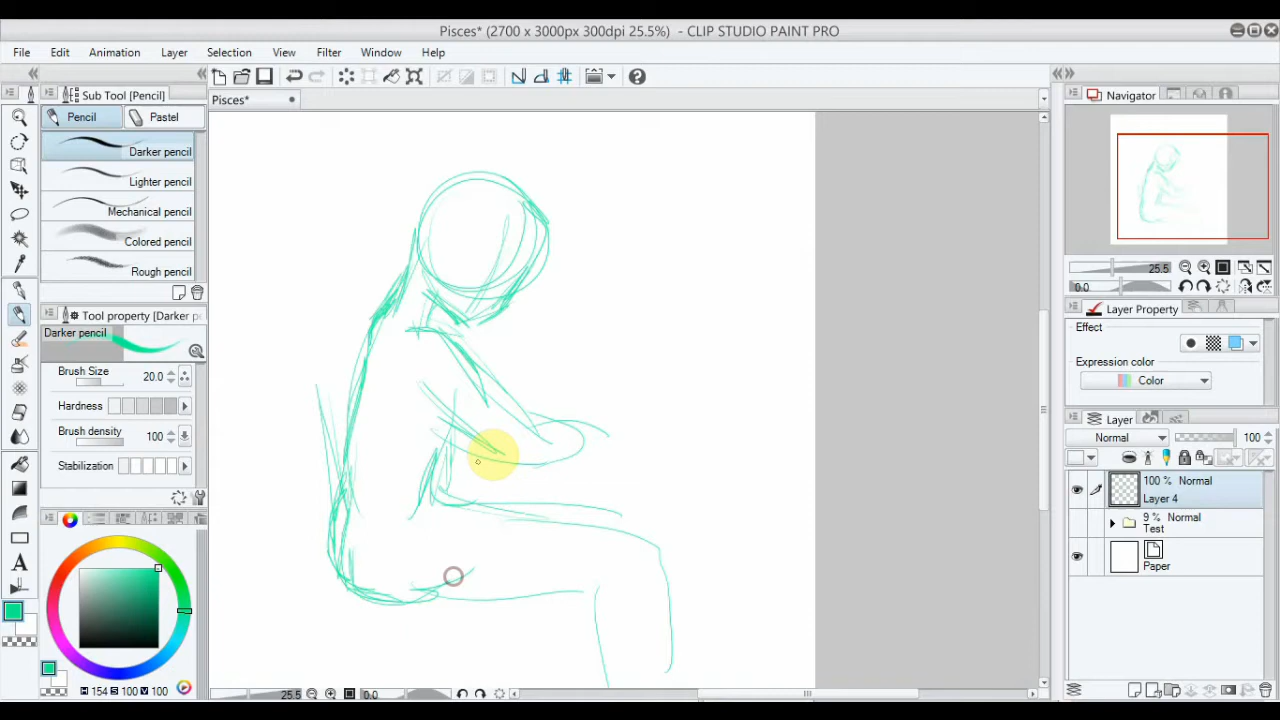 Pisces* (2700 x 3000px 300dpi 25.5%) - CLIP STUDIO PAINT PRO
File Edit Animation Layer Selection View Filter Window Help
Sub Tool [Pencil]
Pisces*
Pencil Pastel
Darker pencil
Lighter pencil
Mechanical pencil
Colored pencil
Rough pencil
Tool property [Darker pe
Darker pencil
Brush Size 20.0
Hardness
Brush density 100
Stabilization
H 154 S 100 V 100
25.5 0.0
Navigator
25.5
0.0
Layer Property
Effect
Expression color
Color
Layer
Normal 100
100 % Normal
Layer 4
9 % Normal
Test
Paper